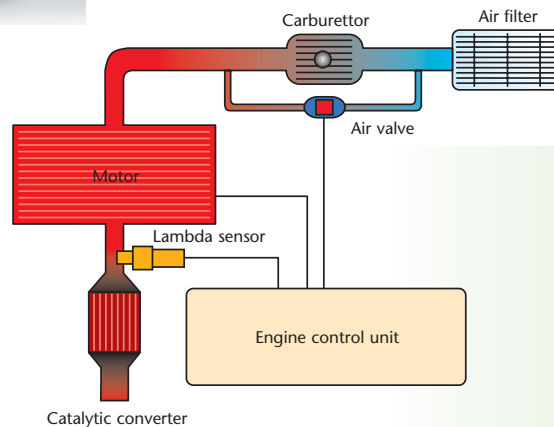 Carburettor
Air filter
Air valve
Motor
Lambda sensor
Engine control unit
Catalytic converter